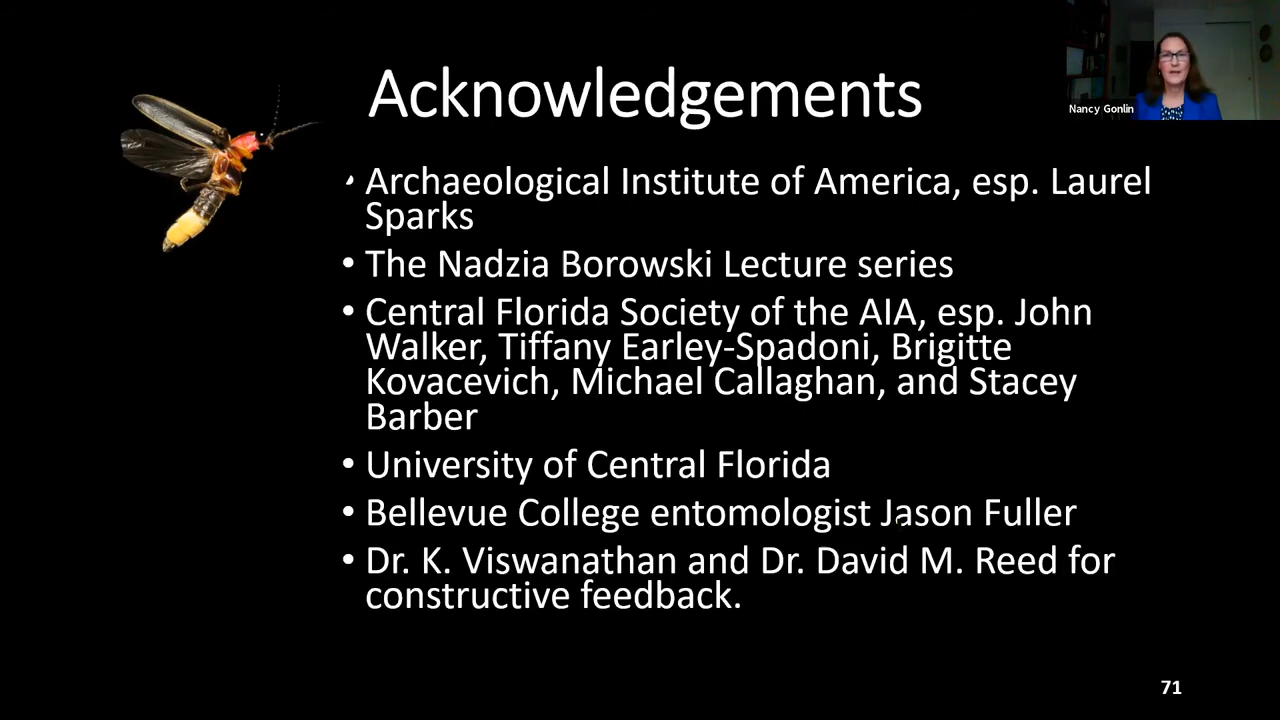 Acknowledgements
Nancy Gonlin
• Archaeological Institute of America, esp. Laurel
Sparks
• The Nadzia Borowski Lecture series
• Central Florida Society of the AIA, esp. John
Walker, Tiffany Earley-Spadoni, Brigitte
Kovacevich, Michael Callaghan, and Stacey
Barber
• University of Central Florida
• Bellevue College entomologist Jason Fuller
• Dr. K. Viswanathan and Dr. David M. Reed for
constructive feedback.
71